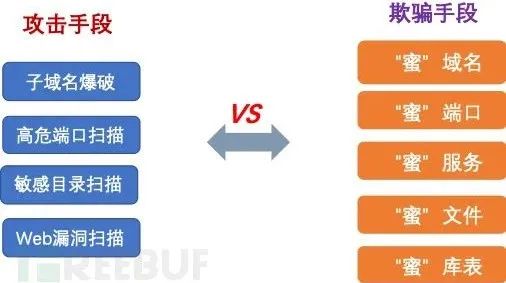 攻击手段
子域名爆破
高危端口扫描
敏感目录扫描
Web漏洞扫描
VS
欺骗手段
"蜜" 域名
"蜜" 端口
"蜜" 服务
"蜜" 文件
"蜜" 库表
REEBUF